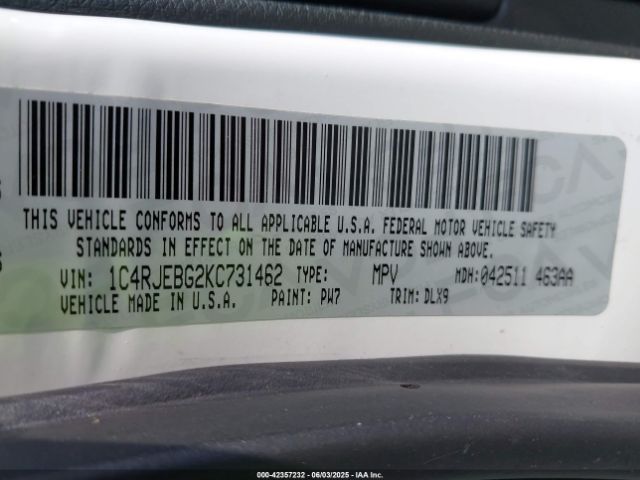 THIS VEHICLE CONFORMS TO ALL APPLICABLE U.S.A. FEDERAL MOTOR VEHICLE SAFETY
STANDARDS IN EFFECT ON THE DATE OF MANUFACTURE SHOWN ABOVE.
VIN: 1C4RJEBG2KC731462 TYPE: MPV MDH: 042511 463AA
VEHICLE MADE IN U.S.A. PAINT: PW7 TRIM: DLX9
000-42357232 - 06/03/2025 - IAAI.COM